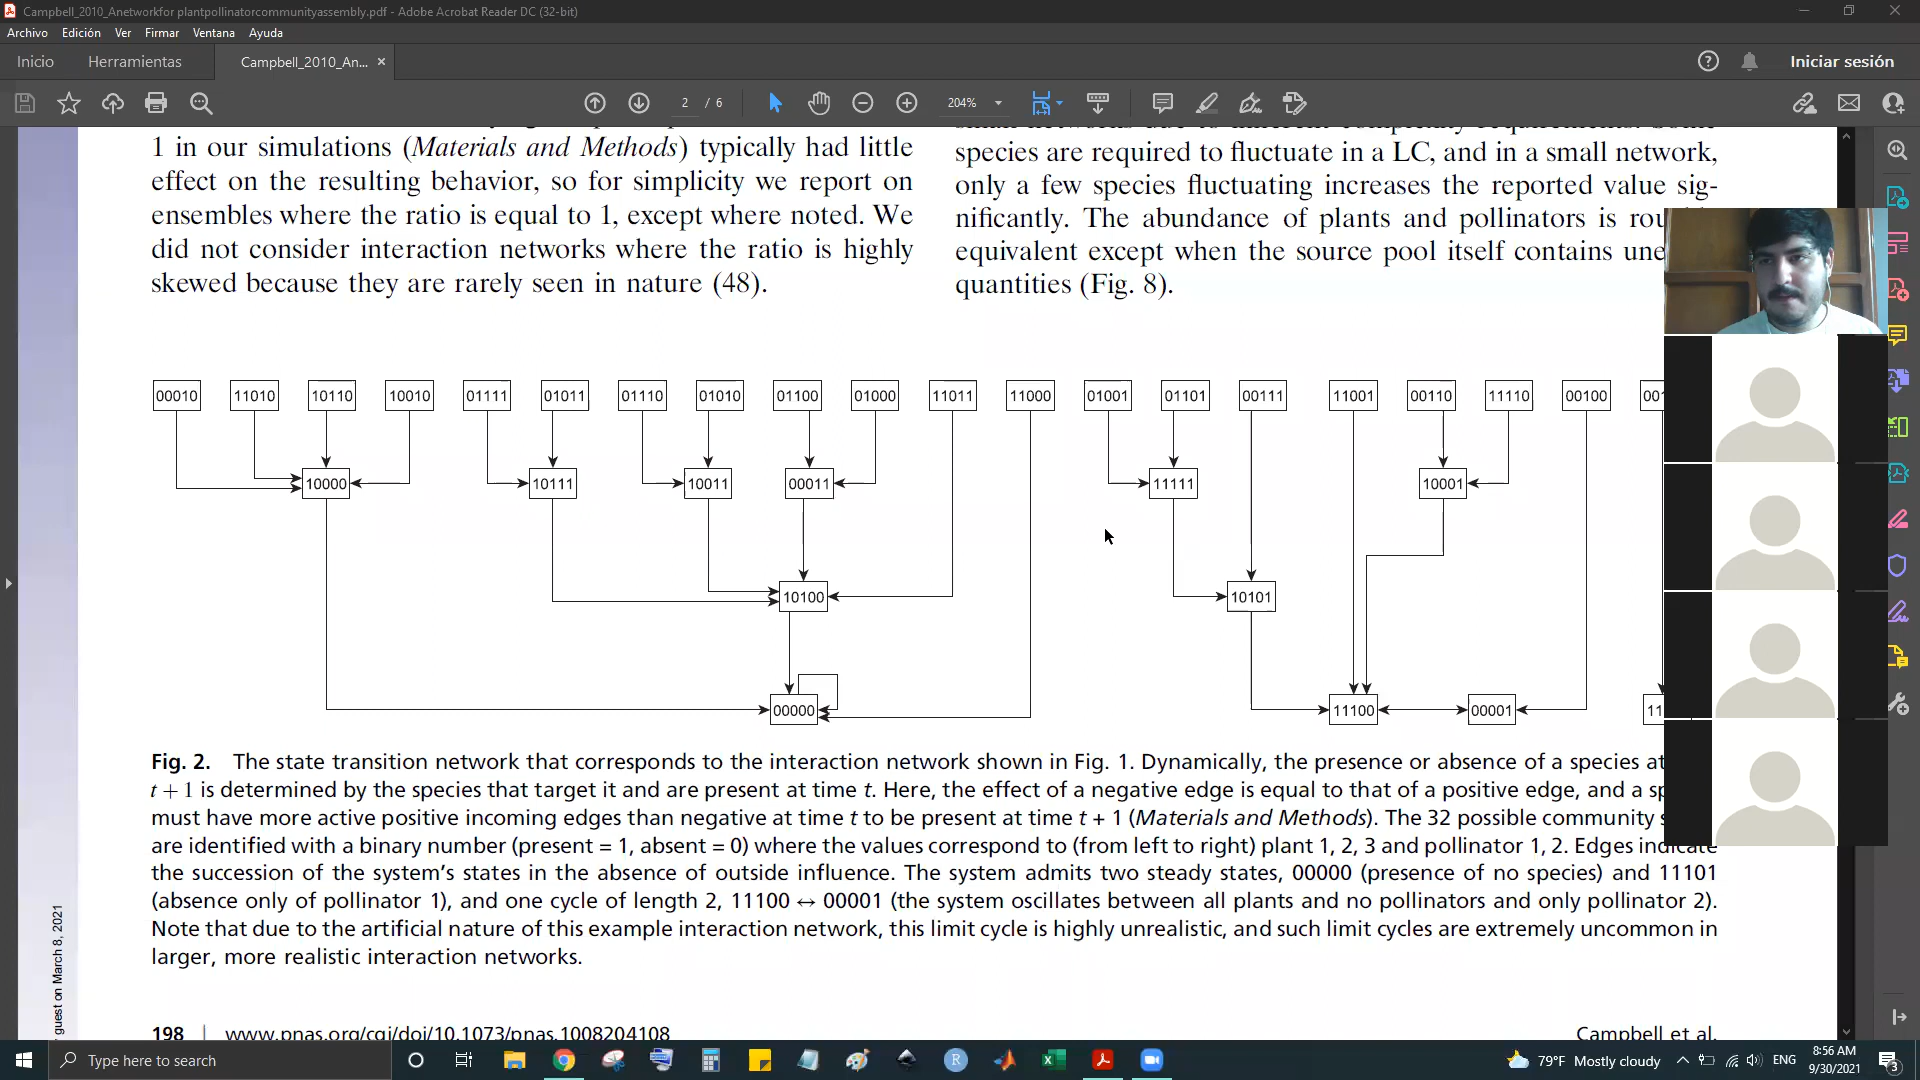 Campbell_2010_Anetworkfor plantpollinatorcommunityassembly.pdf - Adobe Acrobat Reader DC (32-bit)
Archivo Edición Ver Firmar Ventana Ayuda
Inicio Herramientas Campbell_2010_An... × Iniciar sesión
2 / 6 204%
1 in our simulations (Materials and Methods) typically had little
effect on the resulting behavior, so for simplicity we report on
ensembles where the ratio is equal to 1, except where noted. We
did not consider interaction networks where the ratio is highly
skewed because they are rarely seen in nature (48).
species are required to fluctuate in a LC, and in a small network,
only a few species fluctuating increases the reported value sig-
nificantly. The abundance of plants and pollinators is
equivalent except when the source pool itself contains
quantities (Fig. 8).
00010 11010 10110 10010 01111 01011 01110 01010 01100 01000 11011 11000 01001 01101 00111 11001 00110 11110 00100
10000 10111 10011 00011 11111 10001
10100 10101
00000 11100 00001
Fig. 2. The state transition network that corresponds to the interaction network shown in Fig. 1. Dynamically, the presence or absence of a species at
t + 1 is determined by the species that target it and are present at time t. Here, the effect of a negative edge is equal to that of a positive edge, and a
must have more active positive incoming edges than negative at time t to be present at time t + 1 (Materials and Methods). The 32 possible community
are identified with a binary number (present = 1, absent = 0) where the values correspond to (from left to right) plant 1, 2, 3 and pollinator 1, 2. Edges indicate
the succession of the system's states in the absence of outside influence. The system admits two steady states, 00000 (presence of no species) and 11101
(absence only of pollinator 1), and one cycle of length 2, 11100 ↔ 00001 (the system oscillates between all plants and no pollinators and only pollinator 2).
Note that due to the artificial nature of this example interaction network, this limit cycle is highly unrealistic, and such limit cycles are extremely uncommon in
larger, more realistic interaction networks.
guest on March 8, 2021
198 | www.pnas.org/cgi/doi/10.1073/pnas.1008204108 Campbell et al.
Type here to search
79°F Mostly cloudy ENG 8:56 AM
9/30/2021
3